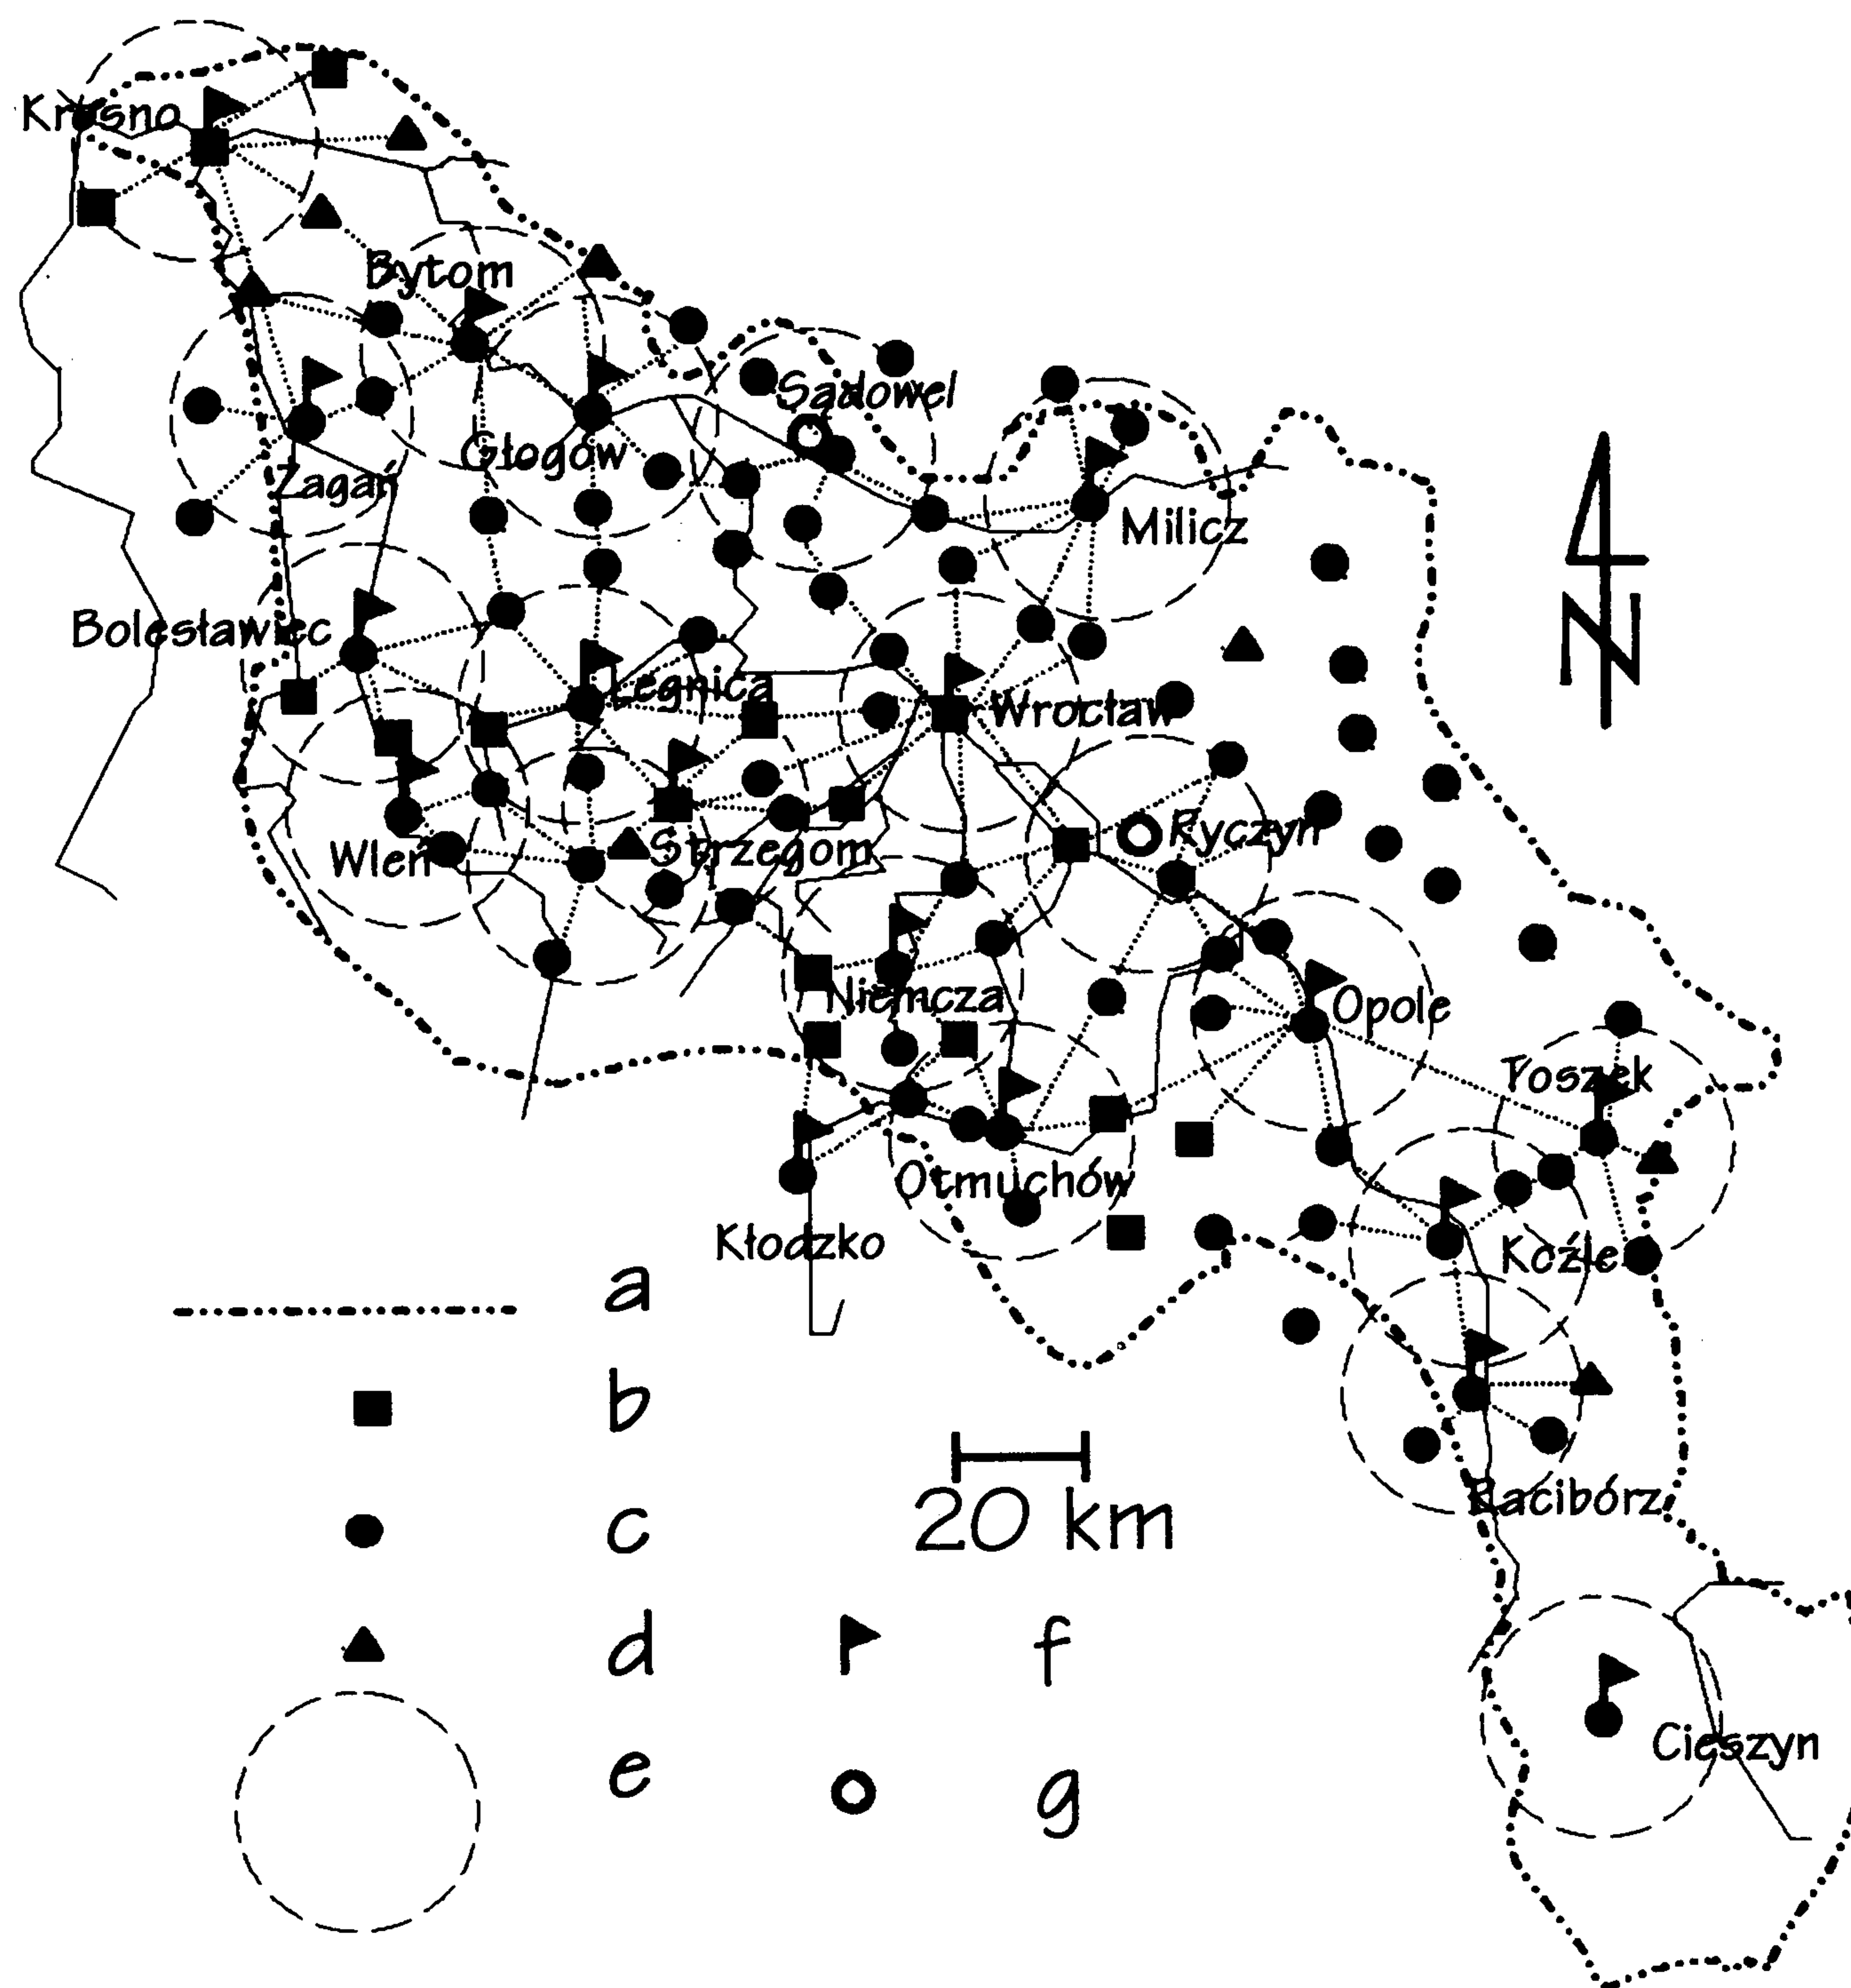 Krosno
Bytom
Sądowel
Głogów
Żagań
Milicz
Bolesławiec
Legnica
Wrocław
Ryczyn
Strzegom
Wleń
Niemcza
Opole
Toszek
Otmuchów
Kłodzko
Koźle
a
b
20 km
Racibórz
c
d
f
Cieszyn
e
g
N